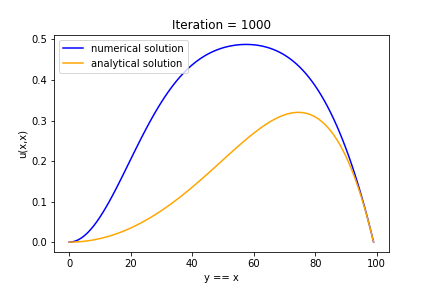 Iteration = 1000
numerical solution
analytical solution
u(x,x)
0.5
0.4
0.3
0.2
0.1
0.0
0 20 40 60 80 100
y == x